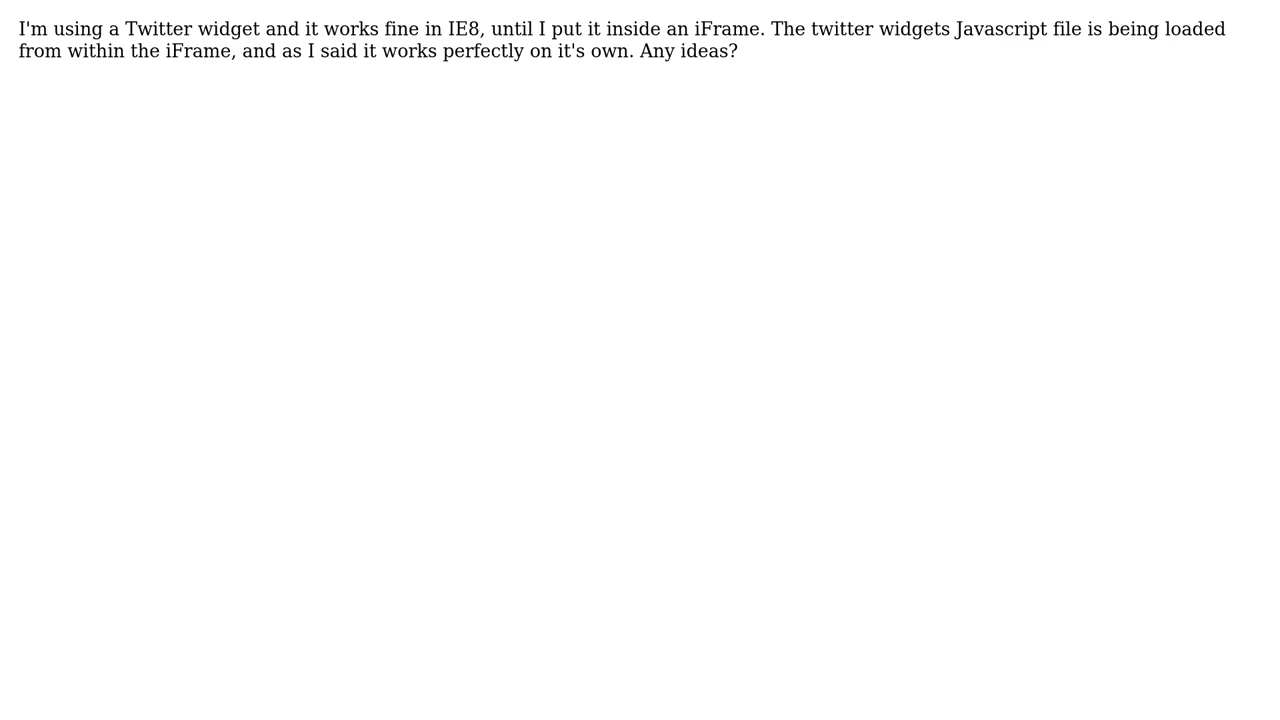 I'm using a Twitter widget and it works fine in IE8, until I put it inside an iFrame. The twitter widgets Javascript file is being loaded
from within the iFrame, and as I said it works perfectly on it's own. Any ideas?